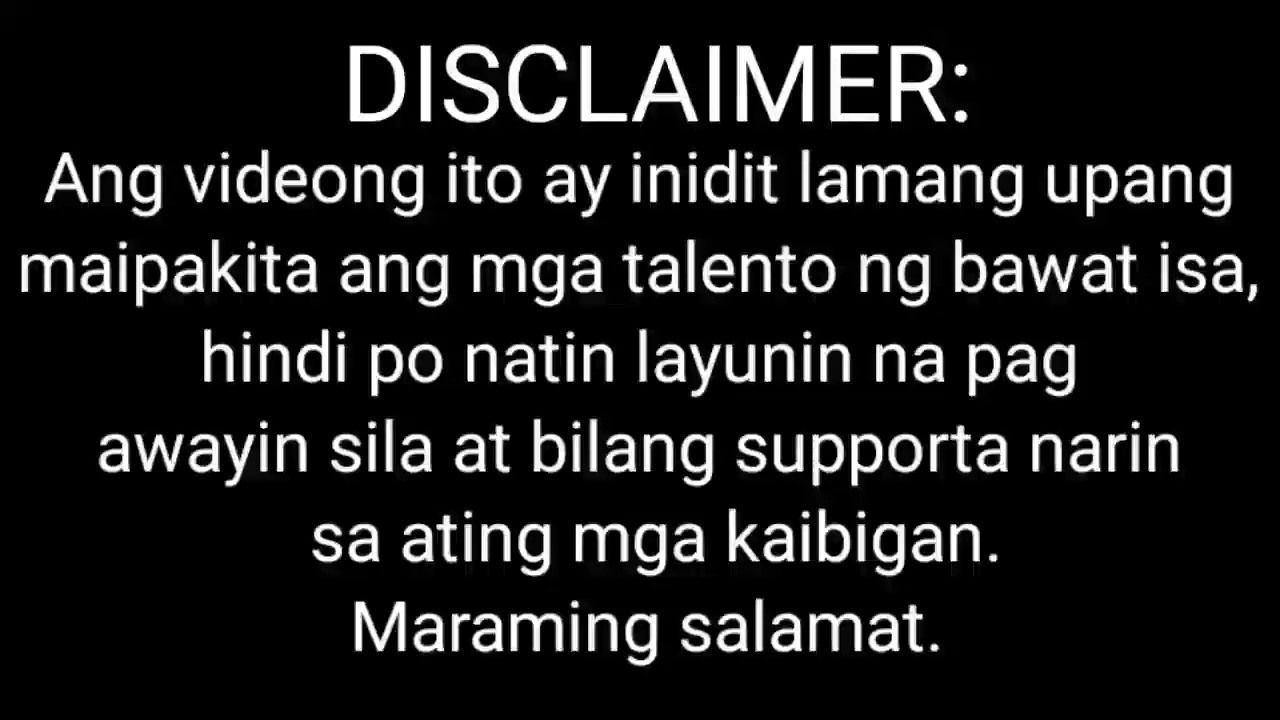 DISCLAIMER:
Ang videong ito ay inidit lamang upang
maipakita ang mga talento ng bawat isa,
hindi po natin layunin na pag
awayin sila at bilang supporta narin
sa ating mga kaibigan.
Maraming salamat.